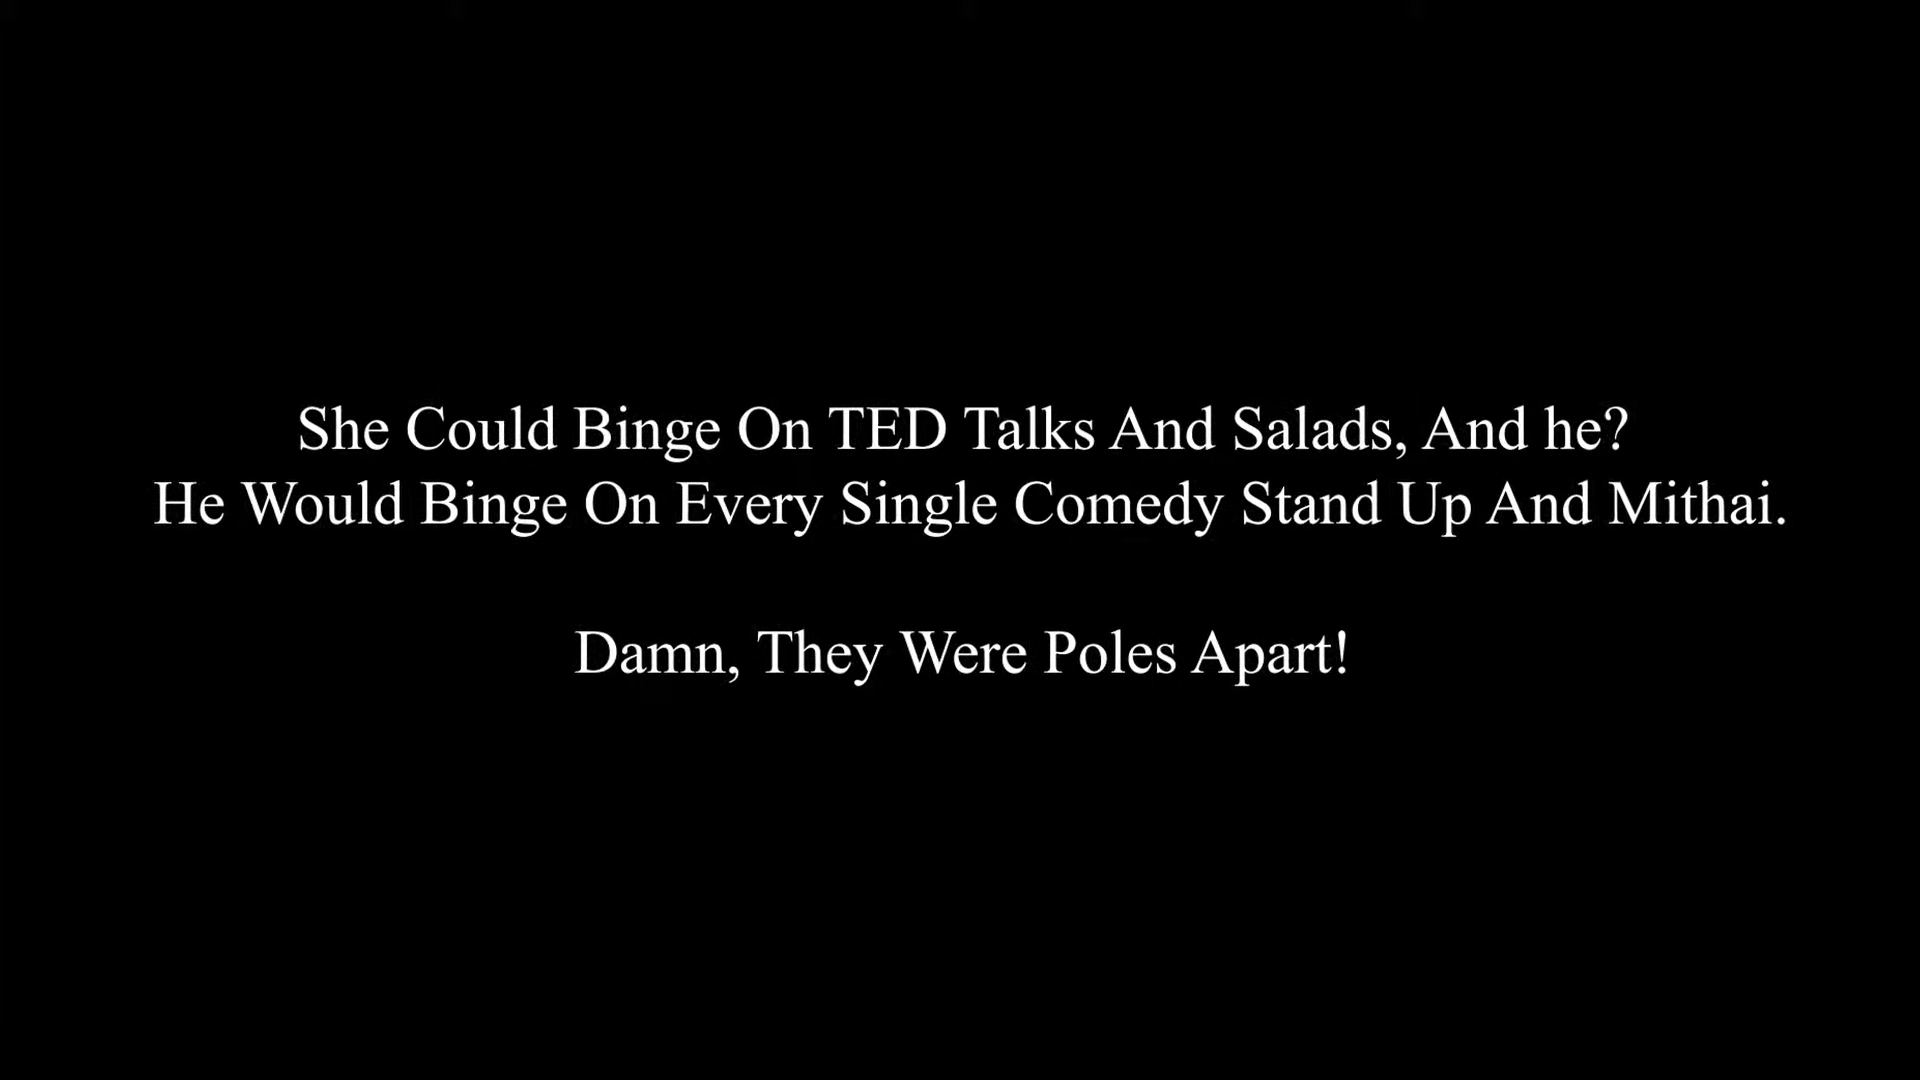 She Could Binge On TED Talks And Salads, And he?
He Would Binge On Every Single Comedy Stand Up And Mithai.
Damn, They Were Poles Apart!